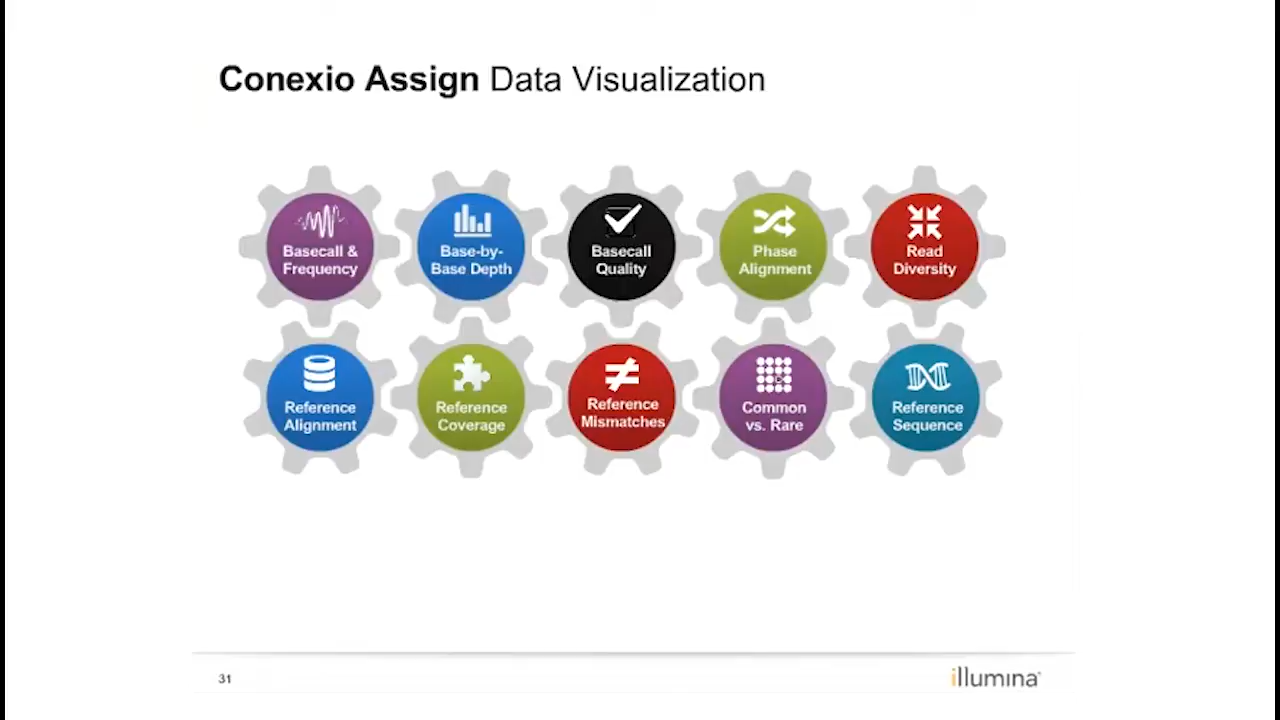 Conexio Assign Data Visualization
Basecall &
Frequency
Base-by-
Base Depth
Basecall
Quality
Phase
Alignment
Read
Diversity
Reference
Alignment
Reference
Coverage
Reference
Mismatches
Common
vs. Rare
Reference
Sequence
31
illumina